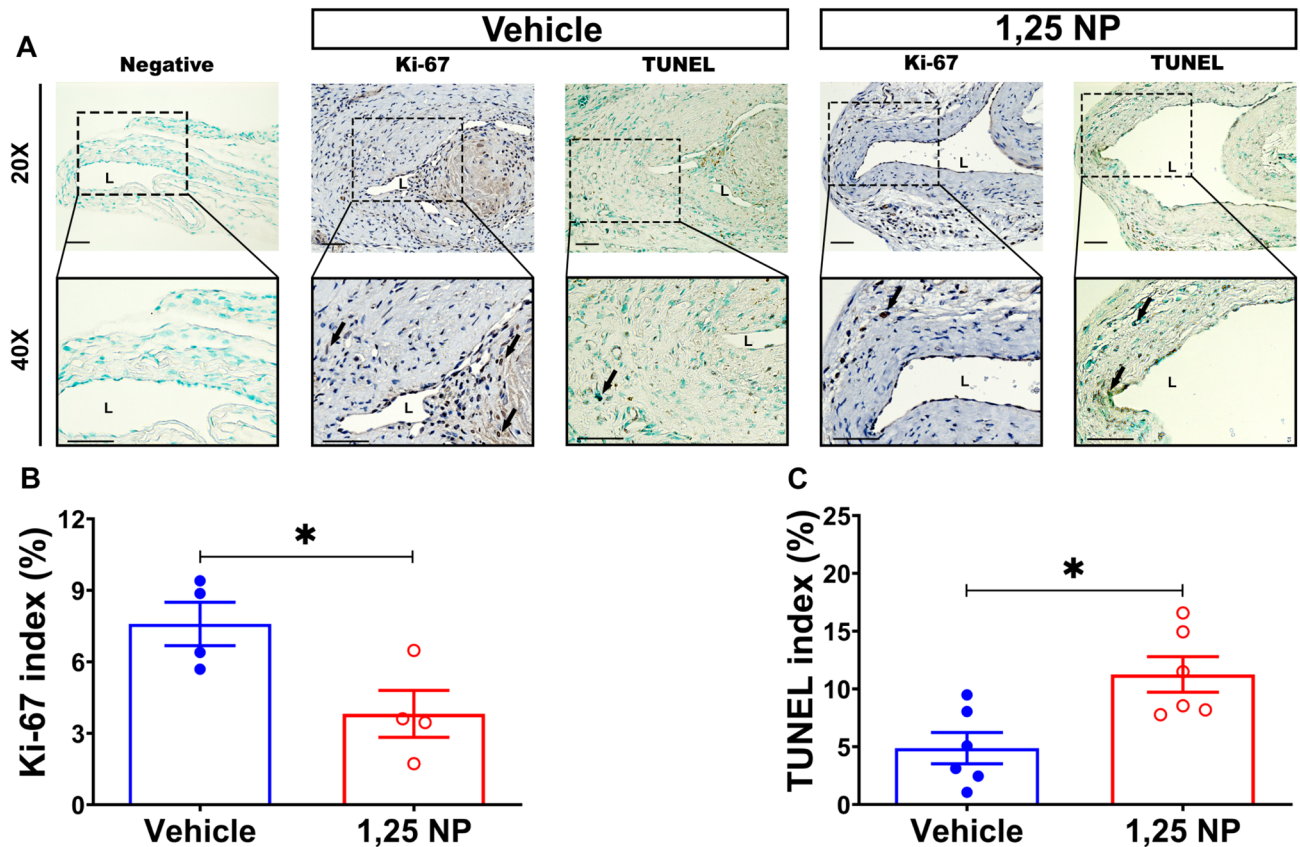 A
Vehicle
1,25 NP
Negative
Ki-67
TUNEL
Ki-67
TUNEL
20X
L
L
L
L
L
40X
L
L
L
L
L
B
Ki-67 index (%)
12
9
6
3
0
*
Vehicle
1,25 NP
C
TUNEL index (%)
25
20
15
10
5
0
*
Vehicle
1,25 NP